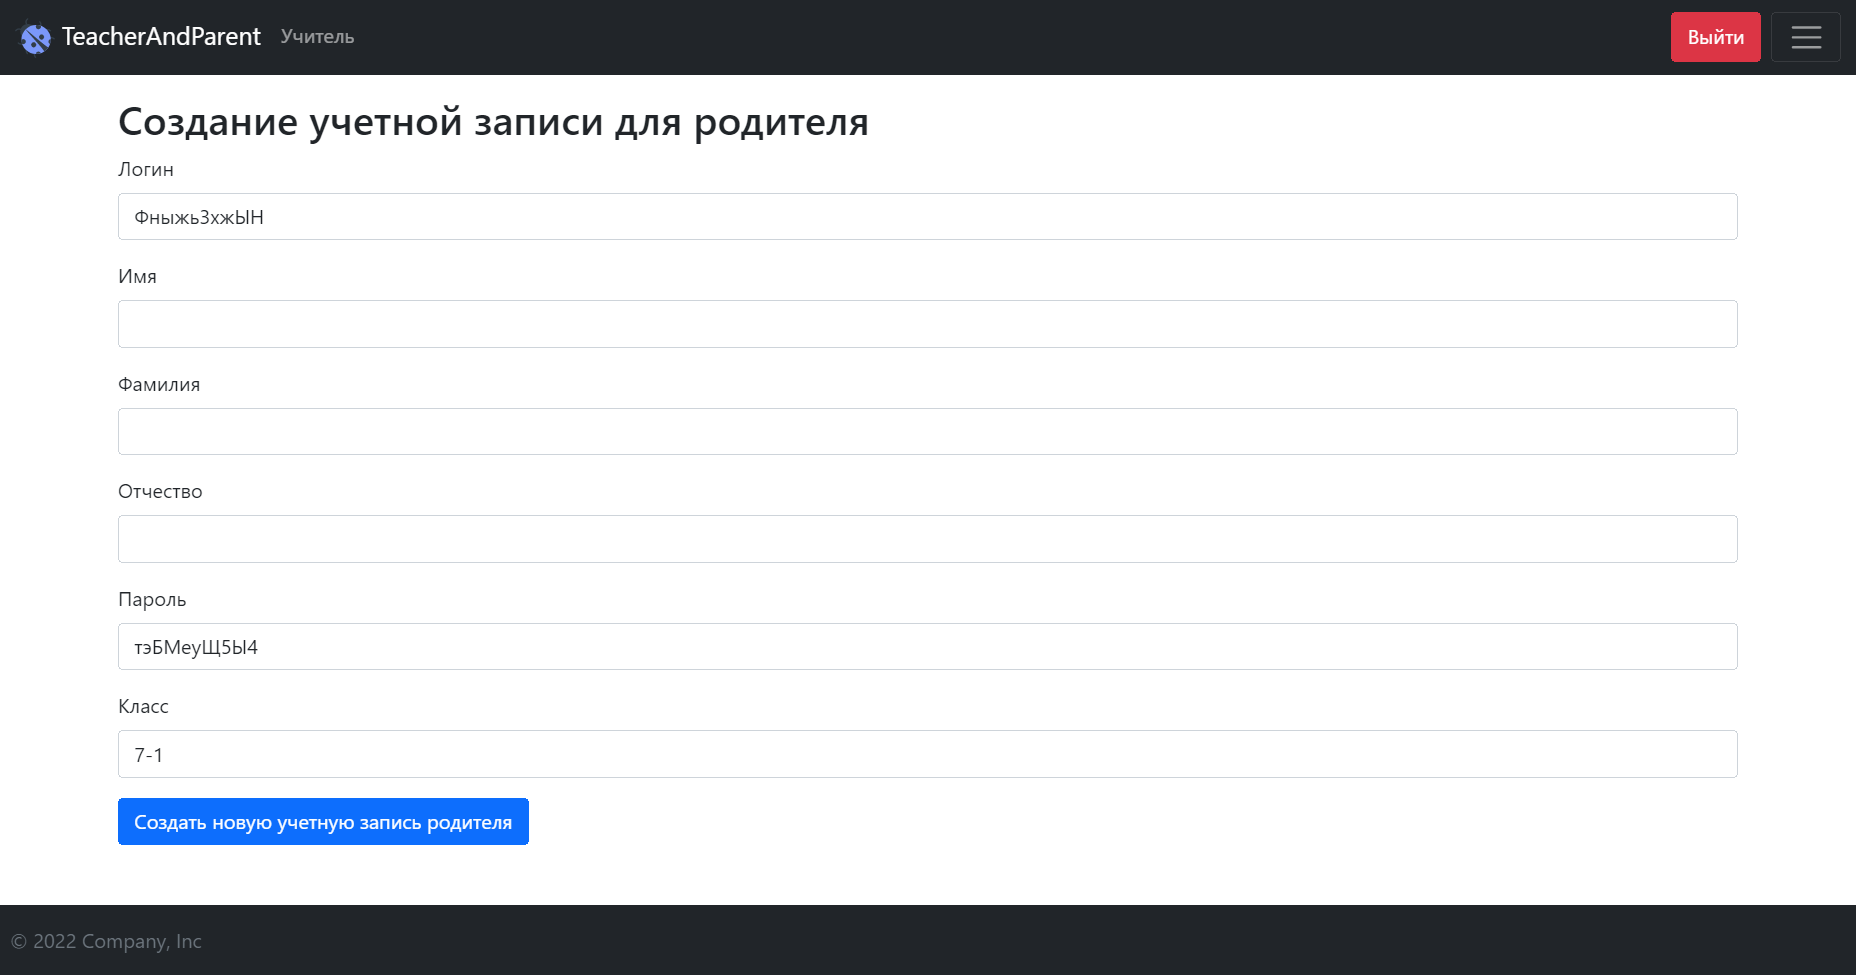 TeacherAndParent Учитель Выйти
Создание учетной записи для родителя
Логин
Фныжь3хжЫН
Имя
Фамилия
Отчество
Пароль
тэБМеуЩ5Ы4
Класс
7-1
Создать новую учетную запись родителя
© 2022 Company, Inc